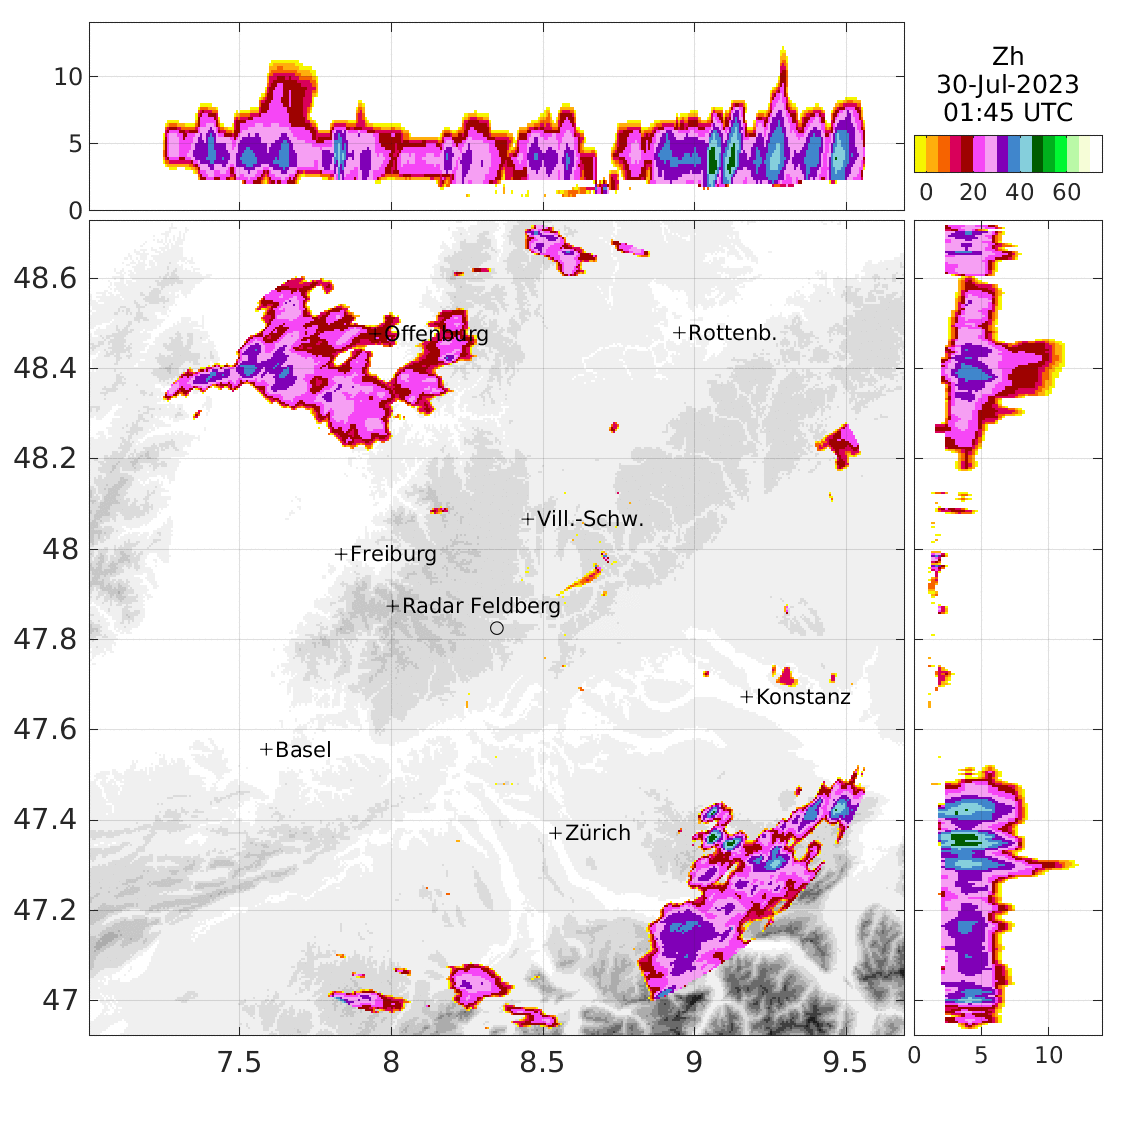 Zh
30-Jul-2023
01:45 UTC
0 20 40 60
10
5
0
48.6
48.4
48.2
48
47.8
47.6
47.4
47.2
47
+Offenburg
+Rottenb.
+Vill.-Schw.
+Freiburg
+Radar Feldberg
+Konstanz
+Basel
+Zürich
7.5 8 8.5 9 9.5
0 5 10